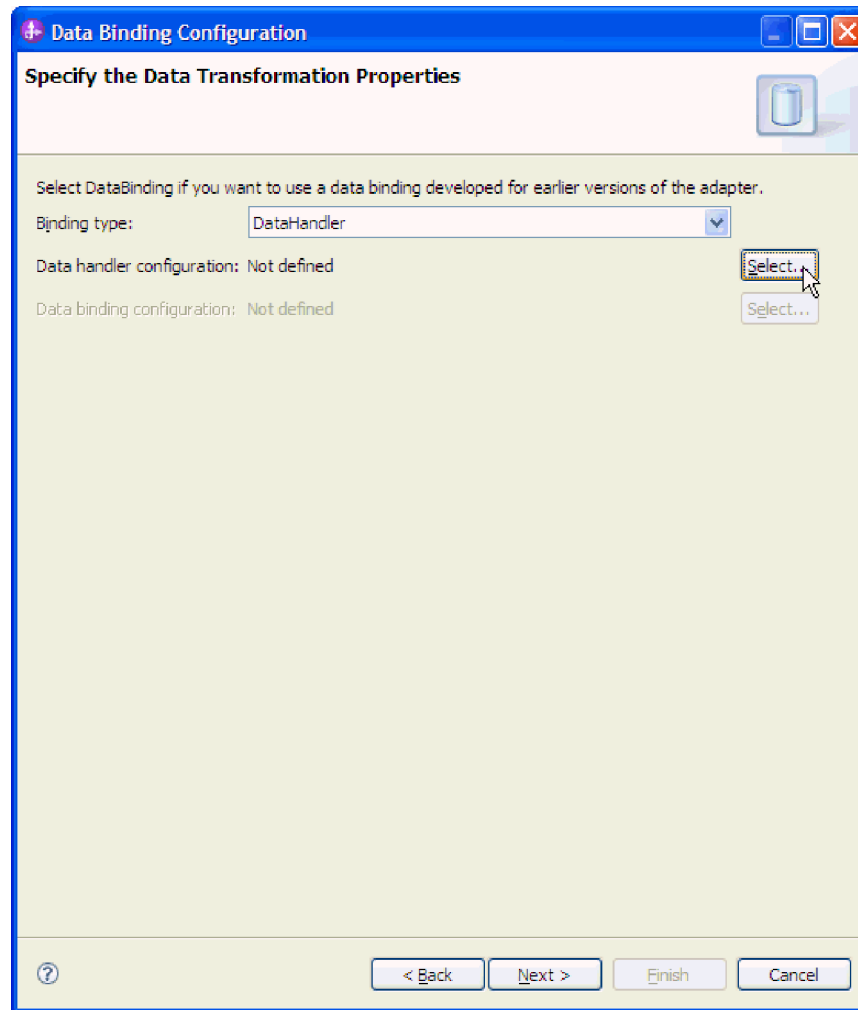 Data Binding Configuration
Specify the Data Transformation Properties
Select DataBinding if you want to use a data binding developed for earlier versions of the adapter.
Binding type: DataHandler
Data handler configuration: Not defined Select...
Data binding configuration: Not defined Select...
? < Back Next > Finish Cancel